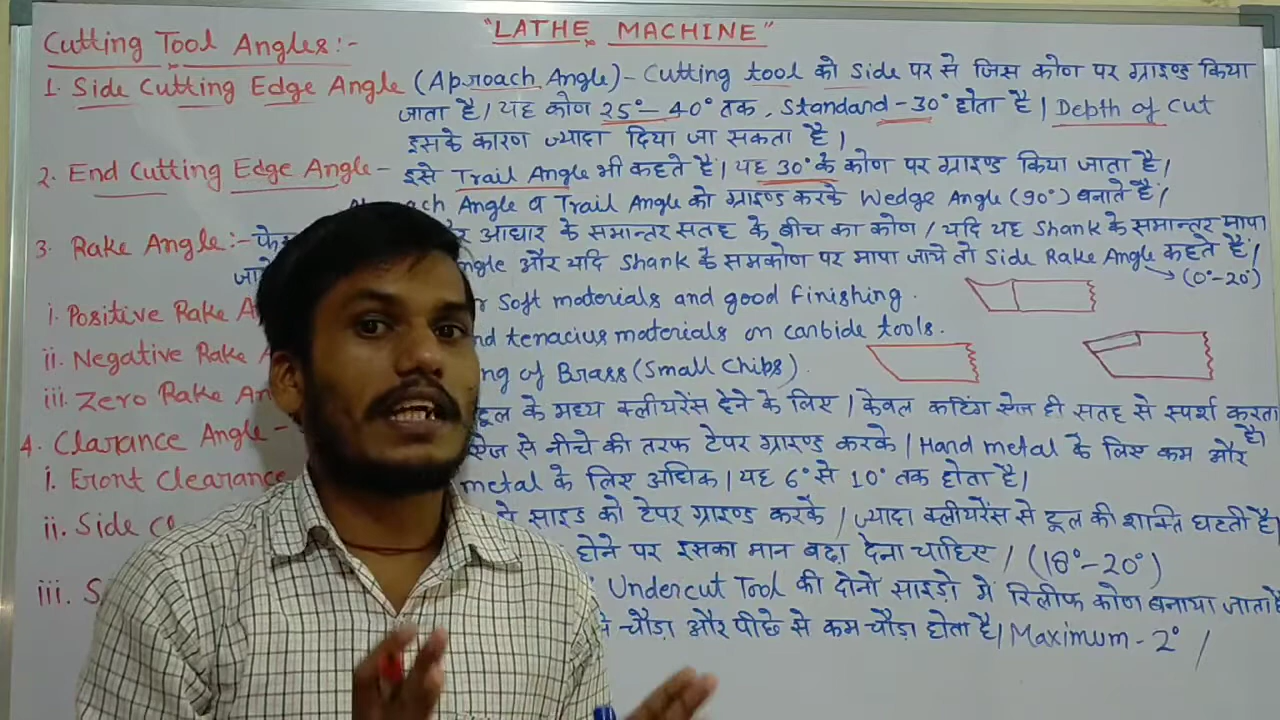 "LATHE MACHINE"
Cutting Tool Angles:-
1. Side Cutting Edge Angle (Approach Angle) - Cutting tool को Side पर से जिस कोण पर ग्राइण्ड किया
जाता है। यह कोण 25°-40° तक, Standard-30° होता है। Depth of Cut
इसके कारण ज्यादा दिया जा सकता है।
2. End Cutting Edge Angle - इसे Trail Angle भी कहते है। यह 30° के कोण पर ग्राइण्ड किया जाता है।
Angle व Trail Angle को ग्राइण्ड करके Wedge Angle (90°) बनाते है।
3. Rake Angle:- आधार के समान्तर सतह के बीच का कोण। यदि यह Shank के समान्तर मापा
और यदि Shank के समकोण पर मापा जाये तो Side Rake Angle कहते है।
(0°-20°)
i. Positive Rake soft materials and good finishing.
ii. Negative Rake tenacius materials on carbide tools.
iii. Zero Rake of Brass (Small Chips).
4. Clarance Angle - टूल के मध्य क्लीयरेंस देने के लिए। केवल कटिंग ऐज ही सतह से स्पर्श करता
है।
i. Front Clearance से नीचे की तरफ टेपर ग्राइण्ड करके। Hard metal के लिए कम और
metal के लिए अधिक। यह 6° से 10° तक होता है।
ii. Side साइड को टेपर ग्राइण्ड करके। ज्यादा क्लीयरेंस से टूल की शक्ति घटती है।
होने पर इसका मान बढ़ा देना चाहिए। (18°-20°)
iii. Undercut Tool की दोनो साइड़ो में रिलीफ कोण बनाया जाता है
चौड़ा और पीछे से कम चौड़ा होता है। Maximum - 2°।